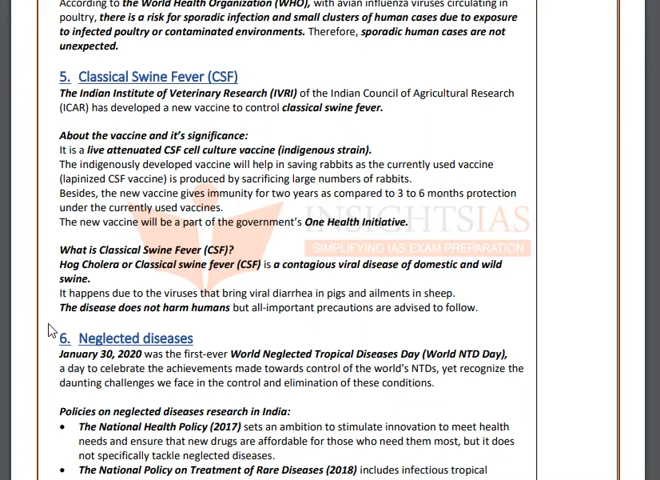 According to the World Health Organization (WHO), with avian influenza viruses circulating in
poultry, there is a risk for sporadic infection and small clusters of human cases due to exposure
to infected poultry or contaminated environments. Therefore, sporadic human cases are not
unexpected.
5. Classical Swine Fever (CSF)
The Indian Institute of Veterinary Research (IVRI) of the Indian Council of Agricultural Research
(ICAR) has developed a new vaccine to control classical swine fever.
About the vaccine and it's significance:
It is a live attenuated CSF cell culture vaccine (indigenous strain).
The indigenously developed vaccine will help in saving rabbits as the currently used vaccine
(lapinized CSF vaccine) is produced by sacrificing large numbers of rabbits.
Besides, the new vaccine gives immunity for two years as compared to 3 to 6 months protection
under the currently used vaccines.
The new vaccine will be a part of the government's One Health Initiative.
INSIGHTSIAS
SIMPLIFYING IAS EXAM PREPARATION
What is Classical Swine Fever (CSF)?
Hog Cholera or Classical swine fever (CSF) is a contagious viral disease of domestic and wild
swine.
It happens due to the viruses that bring viral diarrhea in pigs and ailments in sheep.
The disease does not harm humans but all-important precautions are advised to follow.
6. Neglected diseases
January 30, 2020 was the first-ever World Neglected Tropical Diseases Day (World NTD Day),
a day to celebrate the achievements made towards control of the world's NTDs, yet recognize the
daunting challenges we face in the control and elimination of these conditions.
Policies on neglected diseases research in India:
• The National Health Policy (2017) sets an ambition to stimulate innovation to meet health
needs and ensure that new drugs are affordable for those who need them most, but it does
not specifically tackle neglected diseases.
• The National Policy on Treatment of Rare Diseases (2018) includes infectious tropical